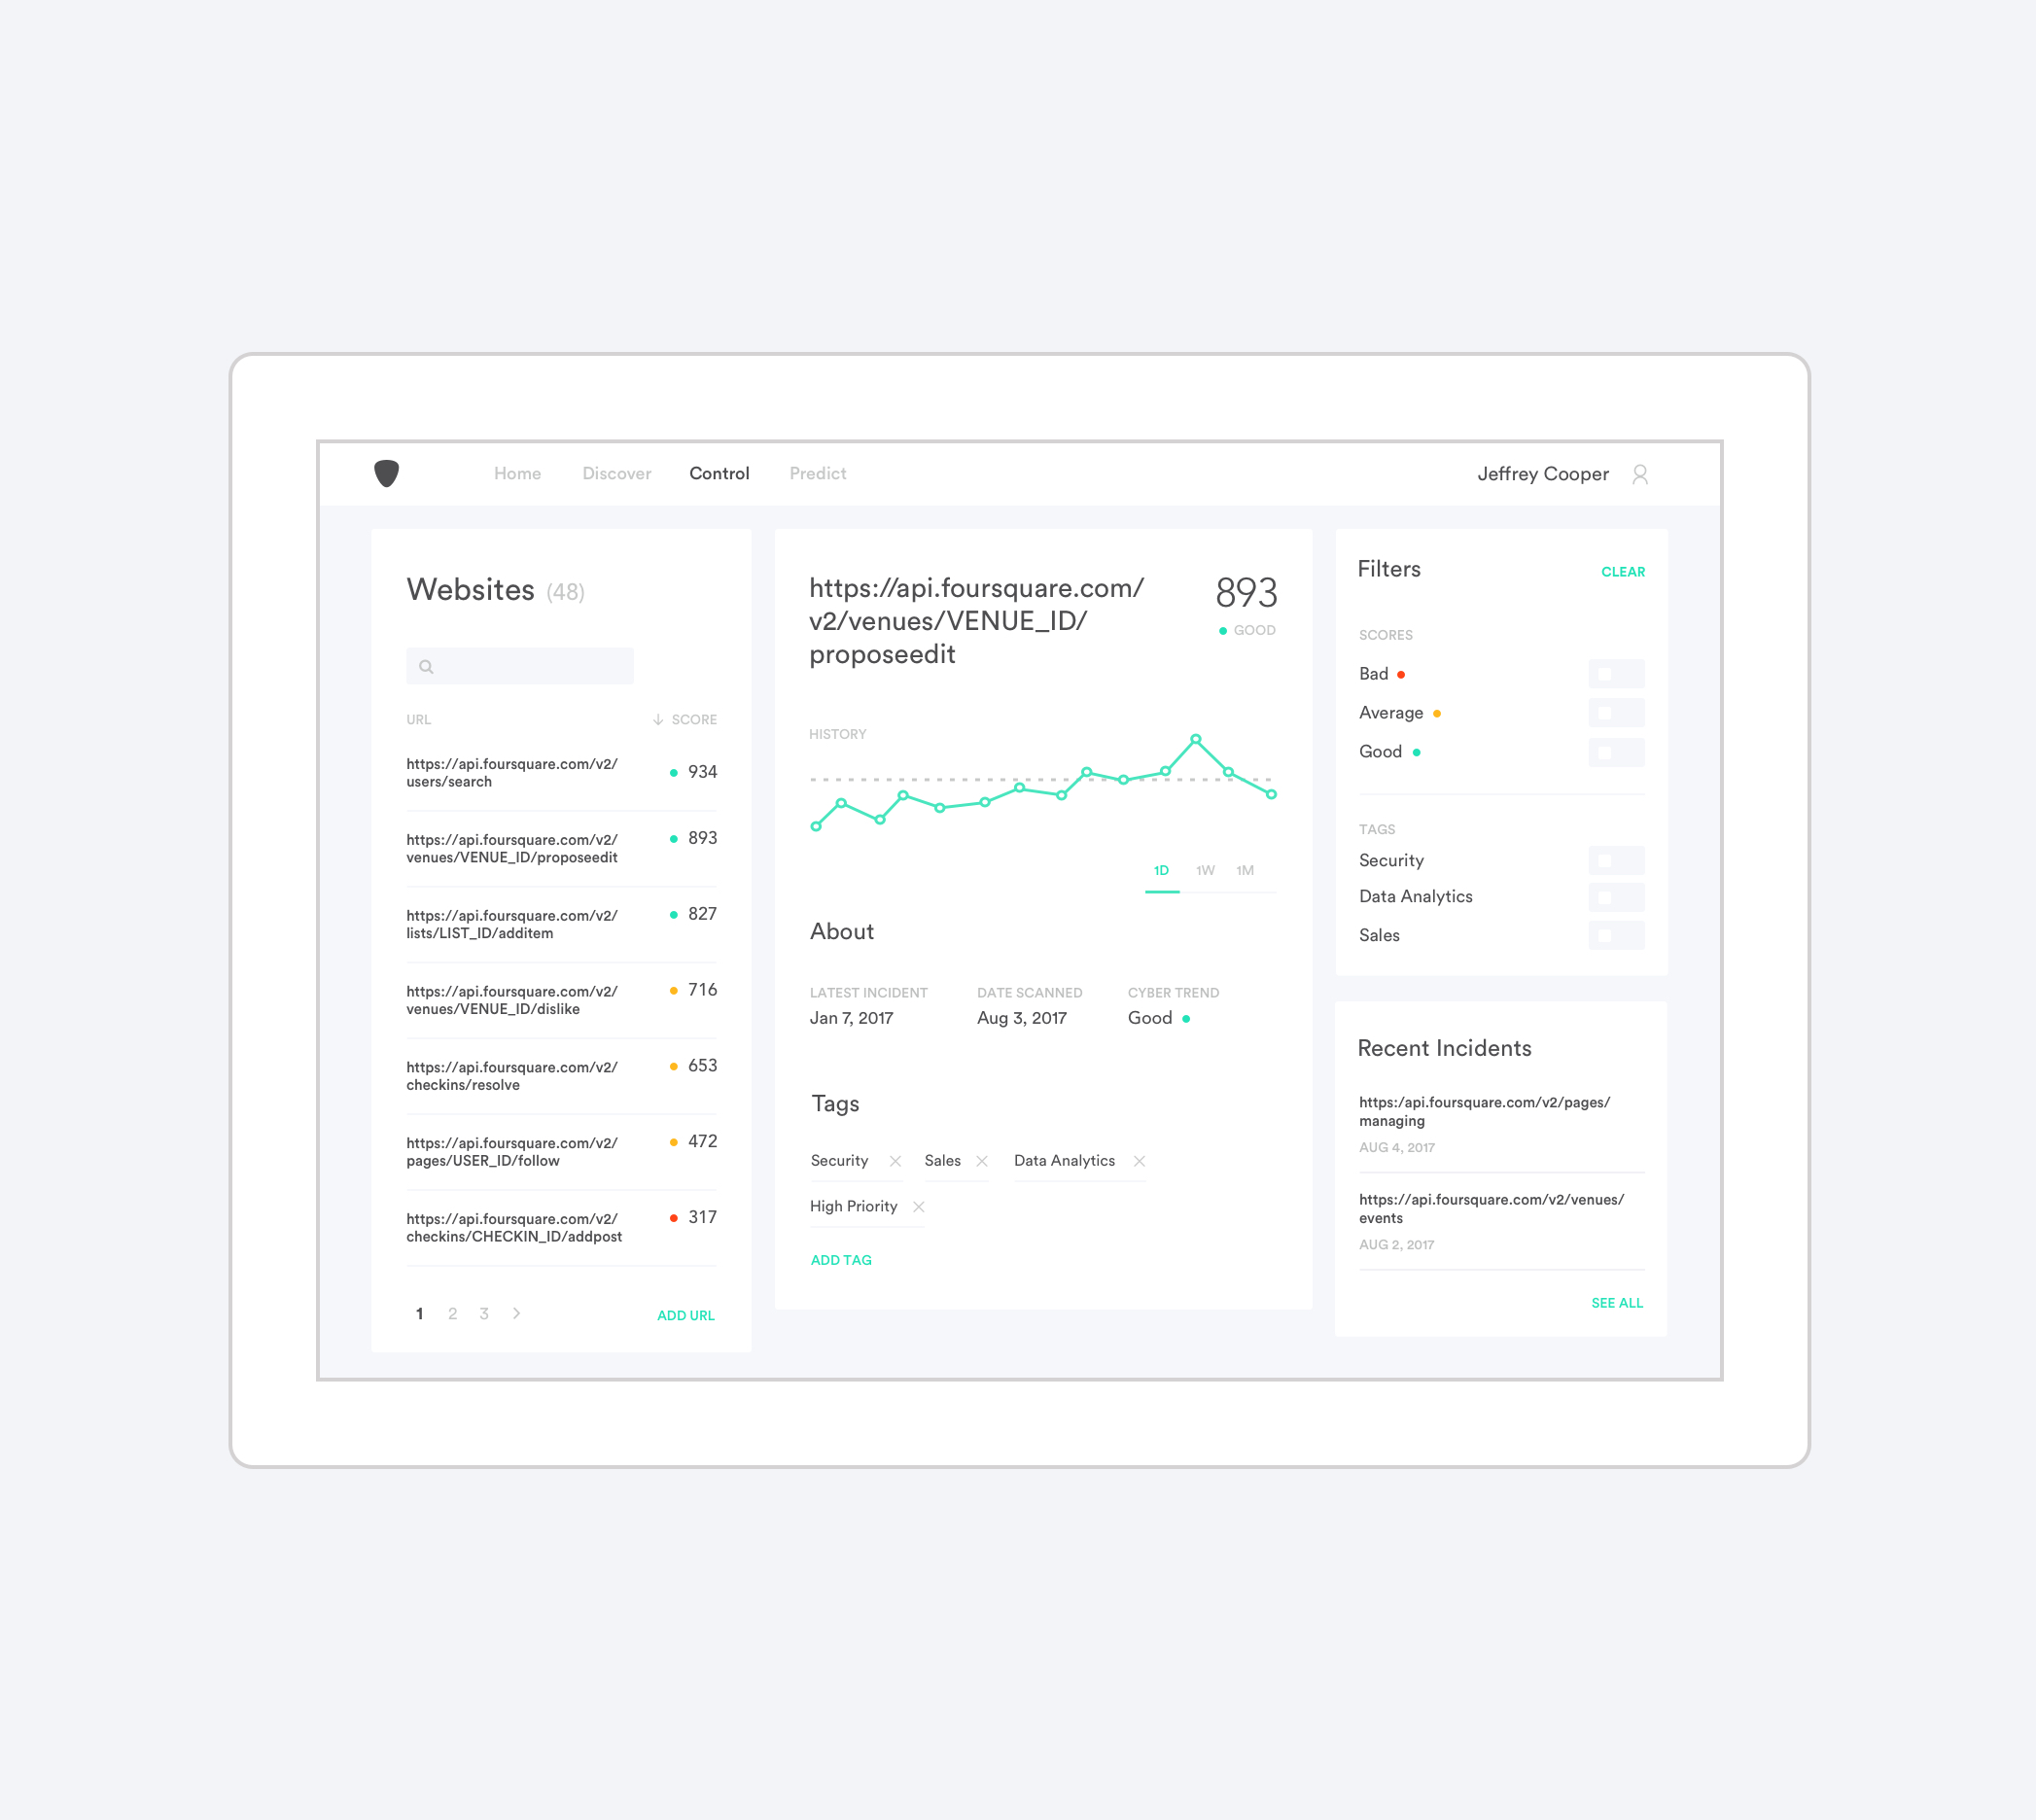 Home Discover Control Predict
Jeffrey Cooper
Websites (48)
URL SCORE
https://api.foursquare.com/v2/
users/search
934
https://api.foursquare.com/v2/
venues/VENUE_ID/proposeedit
893
https://api.foursquare.com/v2/
lists/LIST_ID/additem
827
https://api.foursquare.com/v2/
venues/VENUE_ID/dislike
716
https://api.foursquare.com/v2/
checkins/resolve
653
https://api.foursquare.com/v2/
pages/USER_ID/follow
472
https://api.foursquare.com/v2/
checkins/CHECKIN_ID/addpost
317
1 2 3
ADD URL
https://api.foursquare.com/
v2/venues/VENUE_ID/
proposeedit
893
GOOD
HISTORY
1D 1W 1M
About
LATEST INCIDENT DATE SCANNED CYBER TREND
Jan 7, 2017 Aug 3, 2017 Good
Tags
Security Sales Data Analytics
High Priority
ADD TAG
Filters
CLEAR
SCORES
Bad
Average
Good
TAGS
Security
Data Analytics
Sales
Recent Incidents
https:/api.foursquare.com/v2/pages/
managing
AUG 4, 2017
https://api.foursquare.com/v2/venues/
events
AUG 2, 2017
SEE ALL